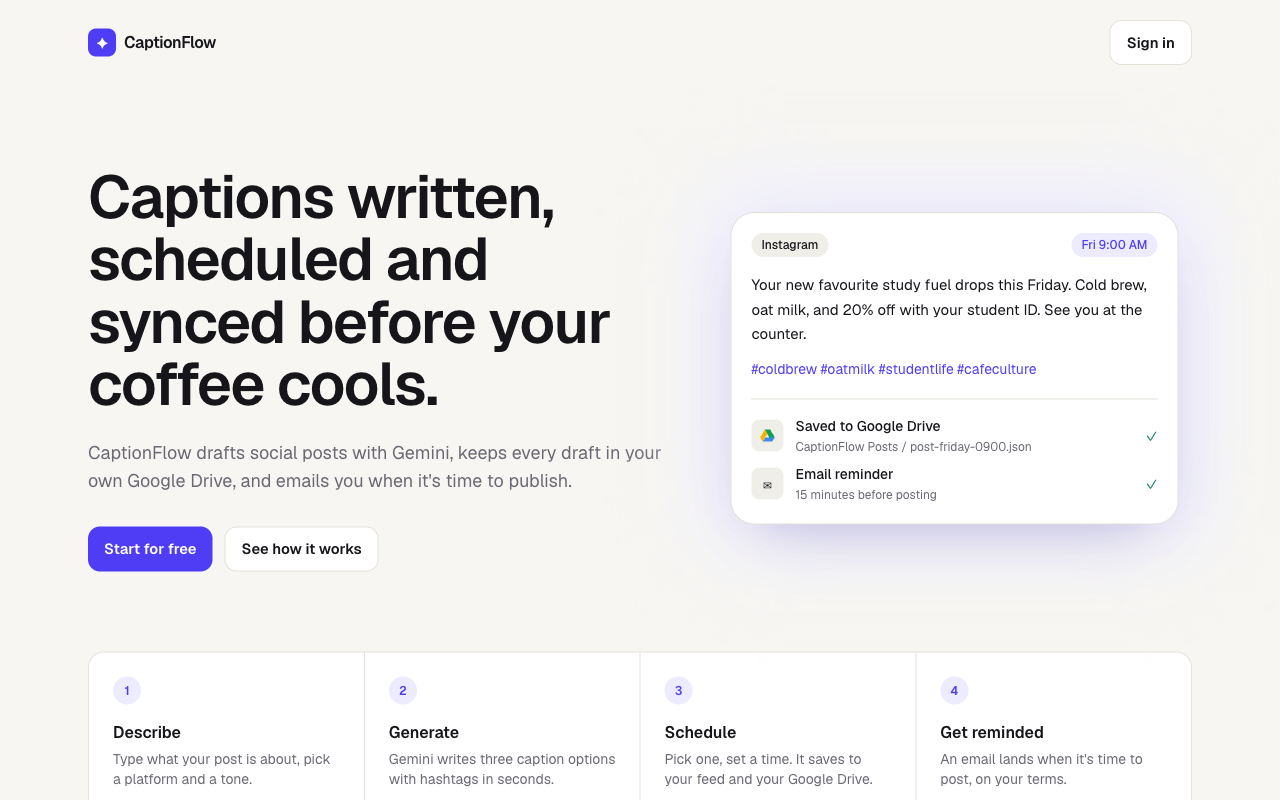 CaptionFlow
Sign in
Captions written,
scheduled and
synced before your
coffee cools.
CaptionFlow drafts social posts with Gemini, keeps every draft in your
own Google Drive, and emails you when it's time to publish.
Start for free
See how it works
Instagram
Fri 9:00 AM
Your new favourite study fuel drops this Friday. Cold brew,
oat milk, and 20% off with your student ID. See you at the
counter.
#coldbrew #oatmilk #studentlife #cafeculture
Saved to Google Drive
CaptionFlow Posts / post-friday-0900.json
Email reminder
15 minutes before posting
1
Describe
Type what your post is about, pick
a platform and a tone.
2
Generate
Gemini writes three caption options
with hashtags in seconds.
3
Schedule
Pick one, set a time. It saves to
your feed and your Google Drive.
4
Get reminded
An email lands when it's time to
post, on your terms.